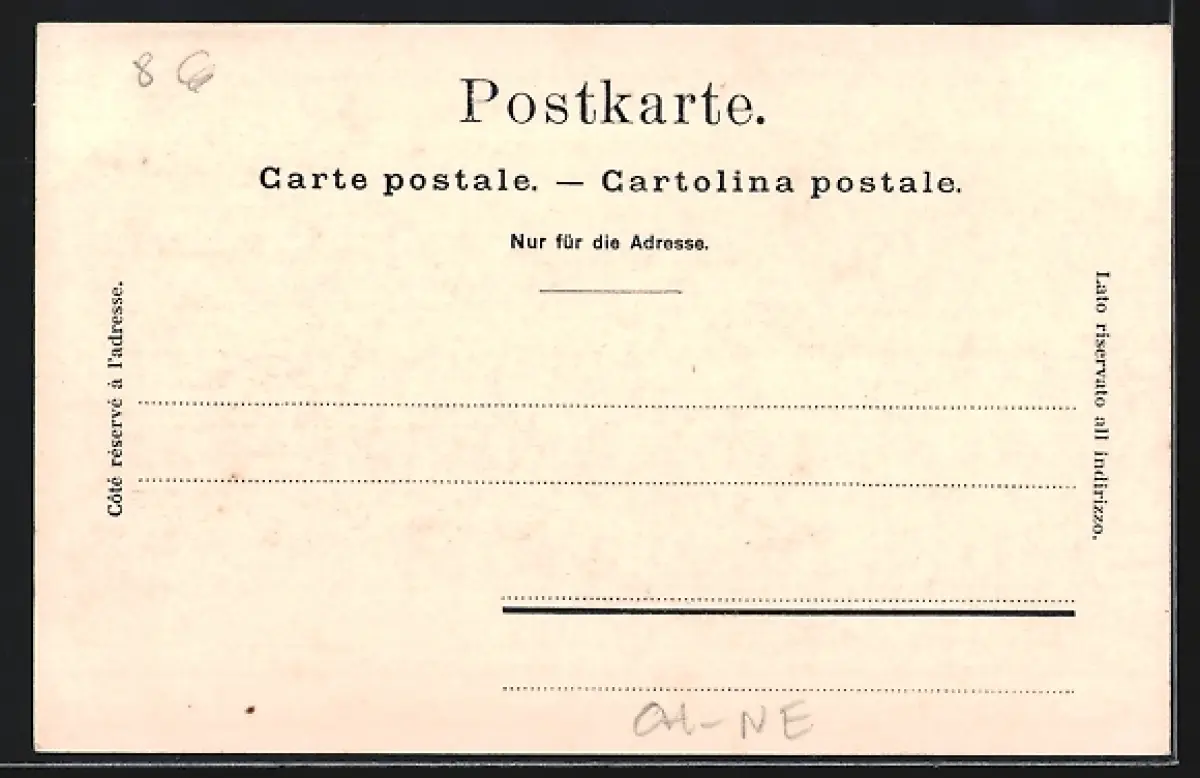 8
Postkarte.
Carte postale. — Cartolina postale.
Nur für die Adresse.
Côté réservé à l'adresse.
Lato riservato all indirizzo.
CH-NE